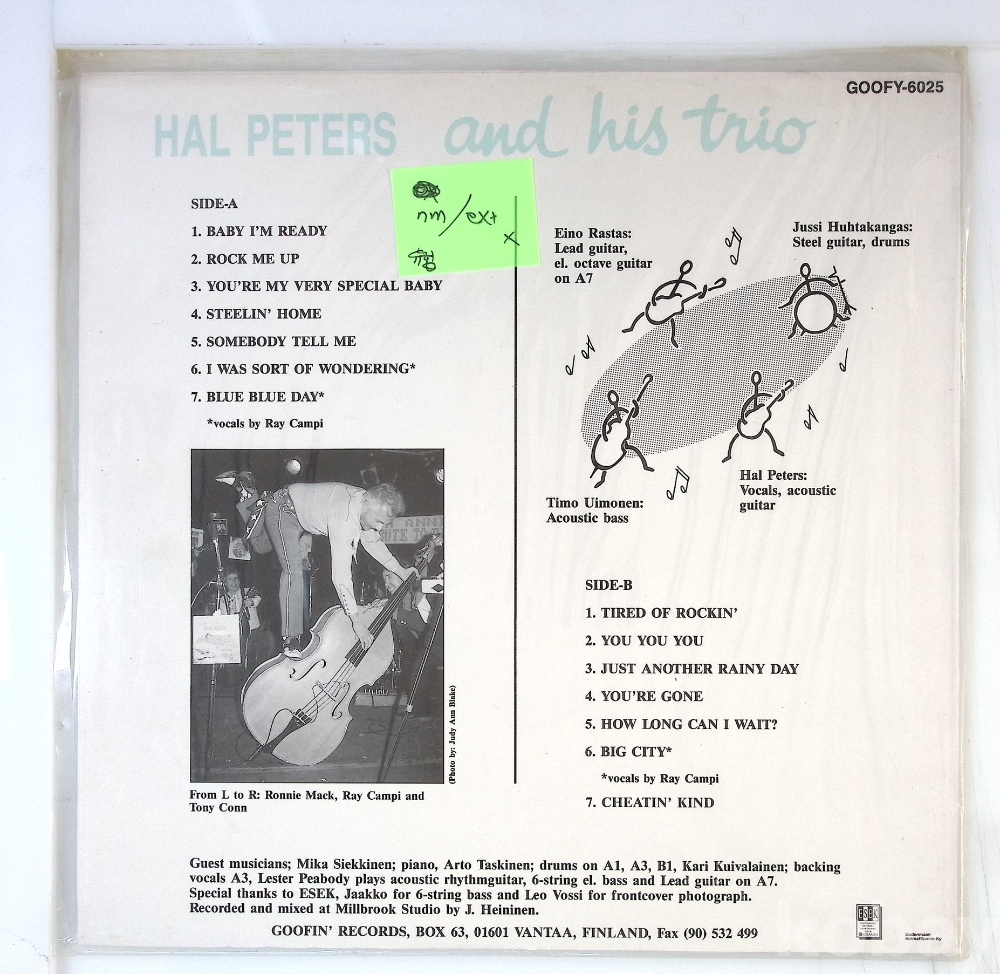 GOOFY-6025
HAL PETERS and his trio
nm/ext
x
SIDE-A
1. BABY I'M READY
2. ROCK ME UP
3. YOU'RE MY VERY SPECIAL BABY
4. STEELIN' HOME
5. SOMEBODY TELL ME
6. I WAS SORT OF WONDERING*
7. BLUE BLUE DAY*
*vocals by Ray Campi
Eino Rastas:
Lead guitar,
el. octave guitar
on A7
Jussi Huhtakangas:
Steel guitar, drums
Timo Uimonen:
Acoustic bass
Hal Peters:
Vocals, acoustic
guitar
(Photo by: Judy Ann Blake)
From L to R: Ronnie Mack, Ray Campi and
Tony Conn
SIDE-B
1. TIRED OF ROCKIN'
2. YOU YOU YOU
3. JUST ANOTHER RAINY DAY
4. YOU'RE GONE
5. HOW LONG CAN I WAIT?
6. BIG CITY*
*vocals by Ray Campi
7. CHEATIN' KIND
Guest musicians; Mika Siekkinen; piano, Arto Taskinen; drums on A1, A3, B1, Kari Kuivalainen; backing
vocals A3, Lester Peabody plays acoustic rhythmguitar, 6-string el. bass and Lead guitar on A7.
Special thanks to ESEK, Jaakko for 6-string bass and Leo Vossi for frontcover photograph.
Recorded and mixed at Millbrook Studio by J. Heininen.
GOOFIN' RECORDS, BOX 63, 01601 VANTAA, FINLAND, Fax (90) 532 499
ESEK